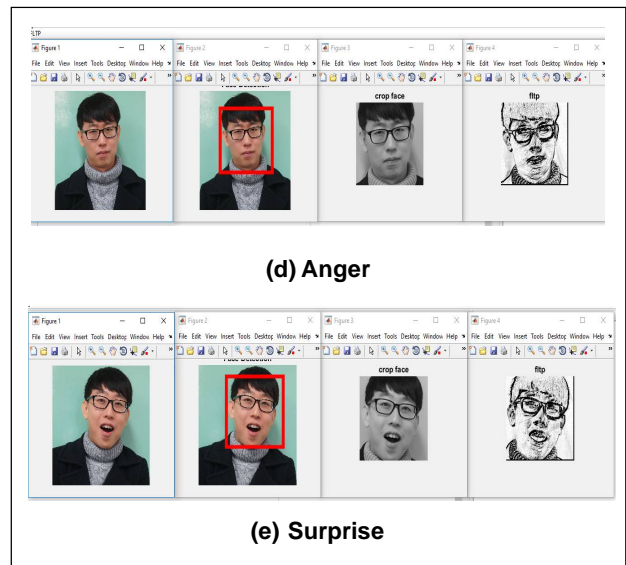 FLTP
Figure 1 Figure 2 Figure 3 Figure 4
File Edit View Insert Tools Desktop Window Help File Edit View Insert Tools Desktop Window Help File Edit View Insert Tools Desktop Window Help File Edit View Insert Tools Desktop Window Help
Face Detection crop face fltp
(d) Anger
Figure 1 Figure 2 Figure 3 Figure 4
File Edit View Insert Tools Desktop Window Help File Edit View Insert Tools Desktop Window Help File Edit View Insert Tools Desktop Window Help File Edit View Insert Tools Desktop Window Help
Face Detection crop face fltp
(e) Surprise